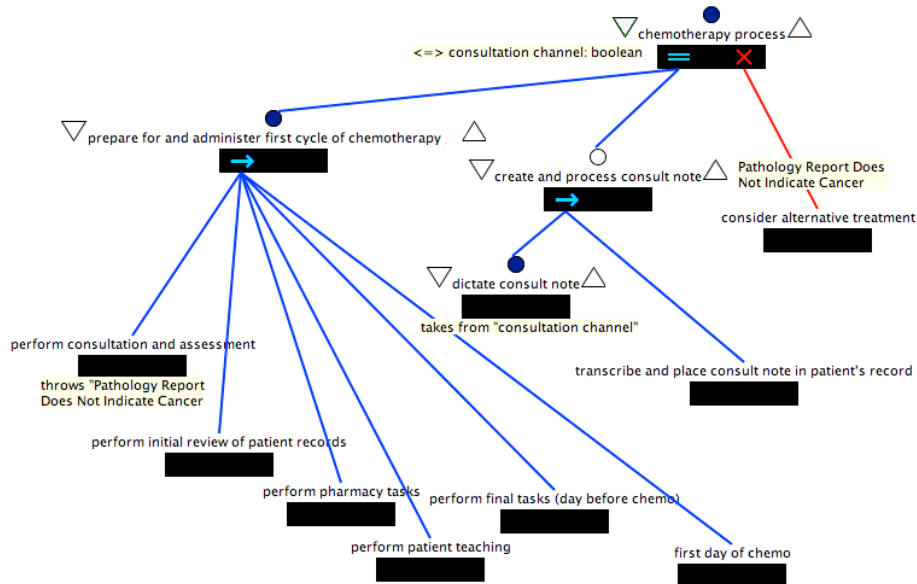 chemotherapy process
<=> consultation channel: boolean
prepare for and administer first cycle of chemotherapy
create and process consult note
Pathology Report Does
Not Indicate Cancer
consider alternative treatment
dictate consult note
takes from "consultation channel"
perform consultation and assessment
throws "Pathology Report
Does Not Indicate Cancer
transcribe and place consult note in patient's record
perform initial review of patient records
perform pharmacy tasks
perform final tasks (day before chemo)
perform patient teaching
first day of chemo